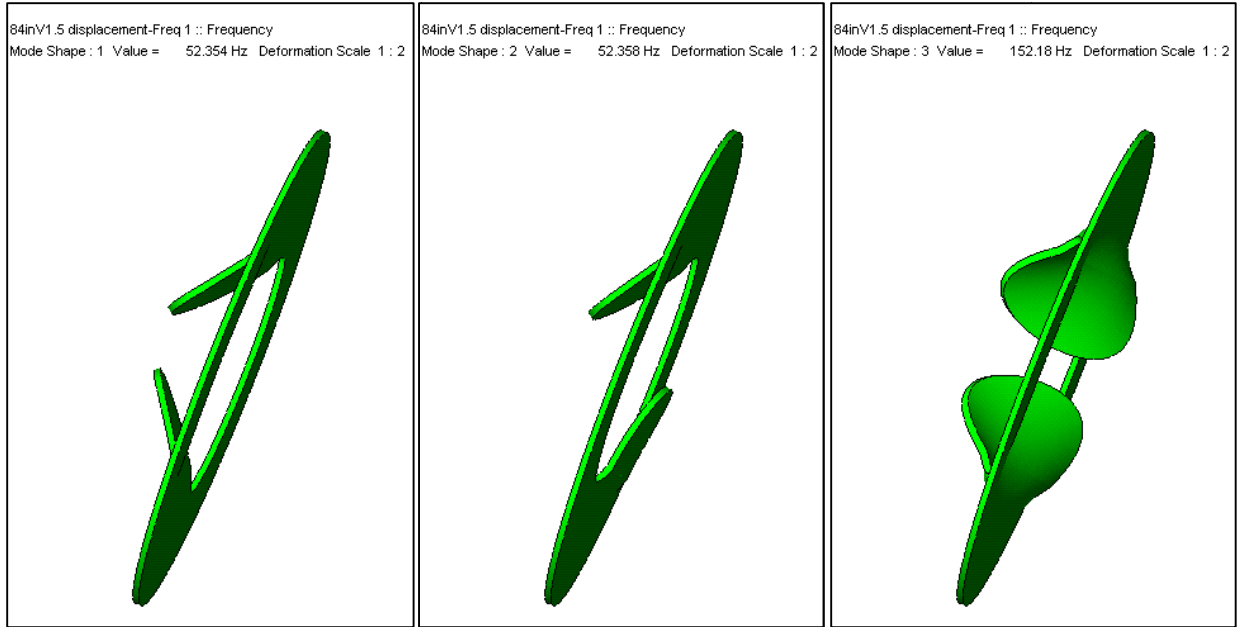 84inV1.5 displacement-Freq 1 :: Frequency
Mode Shape : 1 Value = 52.354 Hz Deformation Scale 1 : 2
84inV1.5 displacement-Freq 1 :: Frequency
Mode Shape : 2 Value = 52.358 Hz Deformation Scale 1 : 2
84inV1.5 displacement-Freq 1 :: Frequency
Mode Shape : 3 Value = 152.18 Hz Deformation Scale 1 : 2